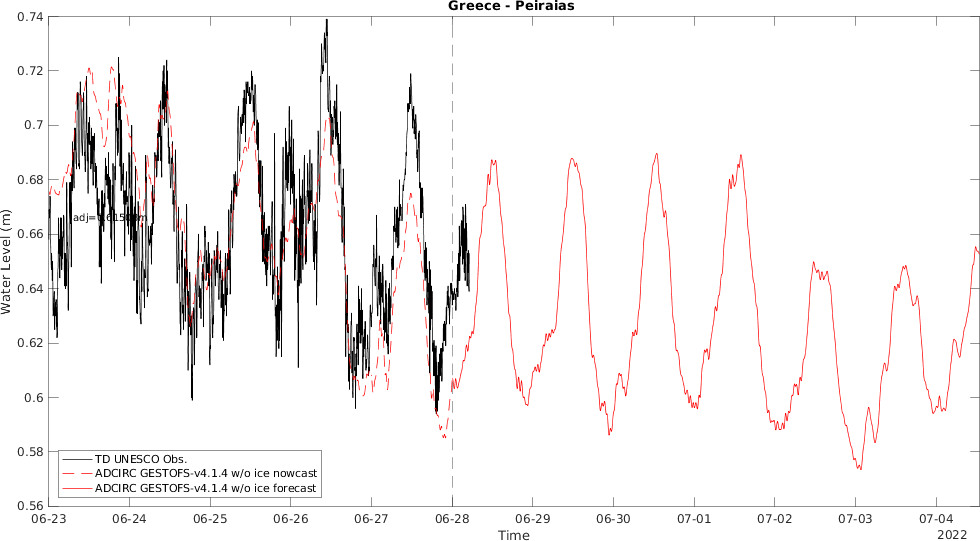 Greece - Peiraias
0.74
0.72
0.7
0.68
0.66
0.64
0.62
0.6
0.58
0.56
Water Level (m)
TD UNESCO Obs.
ADCIRC GESTOFS-v4.1.4 w/o ice nowcast
ADCIRC GESTOFS-v4.1.4 w/o ice forecast
06-23 06-24 06-25 06-26 06-27 06-28 06-29 06-30 07-01 07-02 07-03 07-04
Time
2022